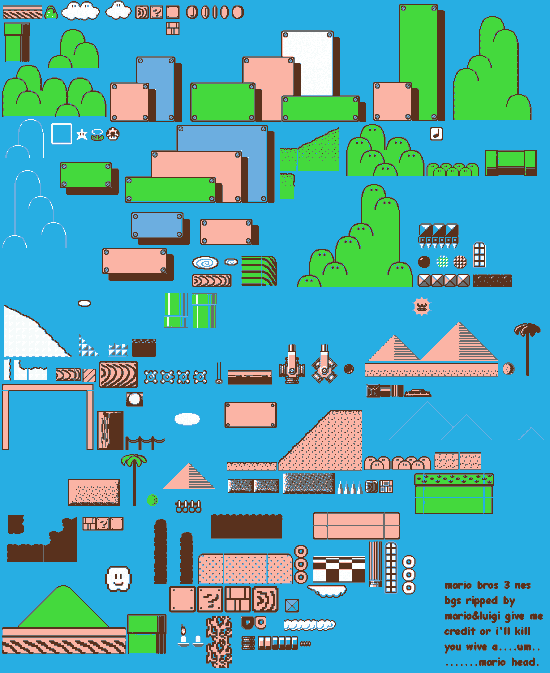 mario bros 3 nes
bgs ripped by
mario&luigi give me
credit or i'll kill
you wive a....um..
.......mario head.